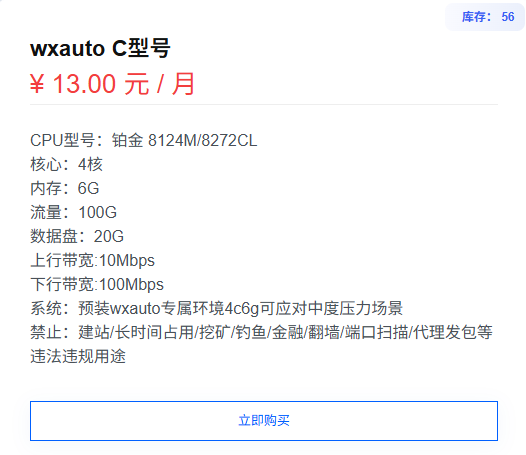 库存： 56
wxauto C型号
¥ 13.00 元 / 月
CPU型号：铂金 8124M/8272CL
核心：4核
内存：6G
流量：100G
数据盘：20G
上行带宽:10Mbps
下行带宽:100Mbps
系统：预装wxauto专属环境4c6g可应对中度压力场景
禁止：建站/长时间占用/挖矿/钓鱼/金融/翻墙/端口扫描/代理发包等
违法违规用途
立即购买